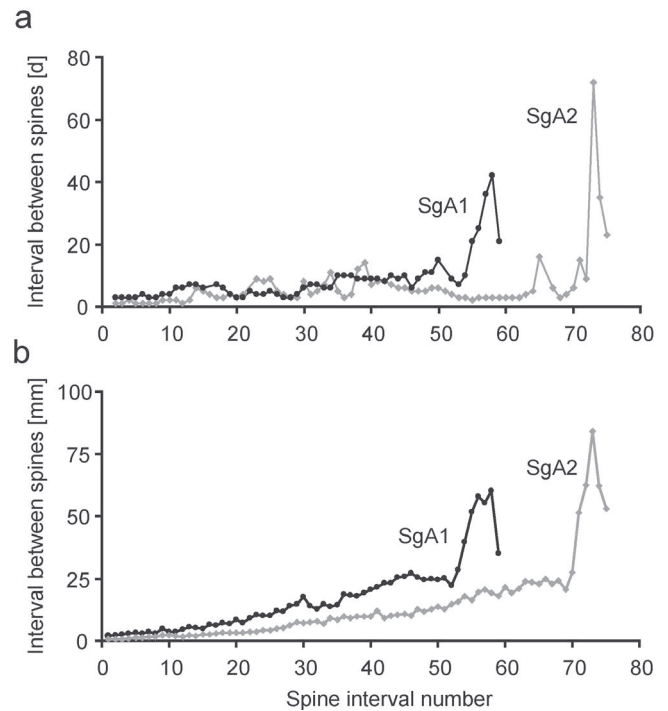 a
Interval between spines [d]
80
60
40
20
0
SgA1
SgA2
0 10 20 30 40 50 60 70 80
b
Interval between spines [mm]
100
75
50
25
0
SgA1
SgA2
0 10 20 30 40 50 60 70 80
Spine interval number